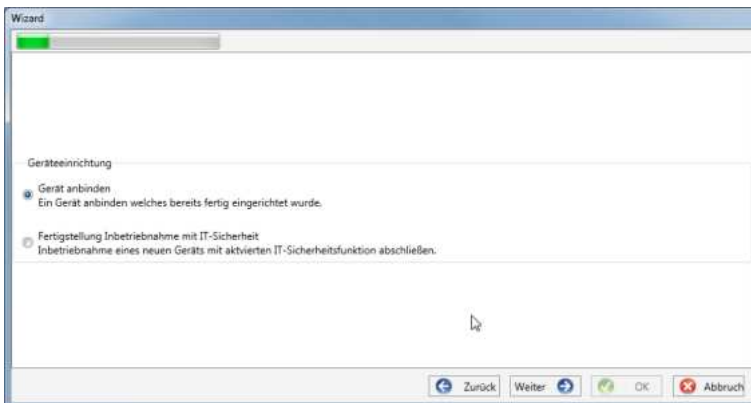 Wizard
Geräteeinrichtung
Gerät anbinden
Ein Gerät anbinden welches bereits fertig eingerichtet wurde.
Fertigstellung Inbetriebnahme mit IT-Sicherheit
Inbetriebnahme eines neuen Geräts mit aktvierten IT-Sicherheitsfunktion abschließen.
Zurück Weiter OK Abbruch